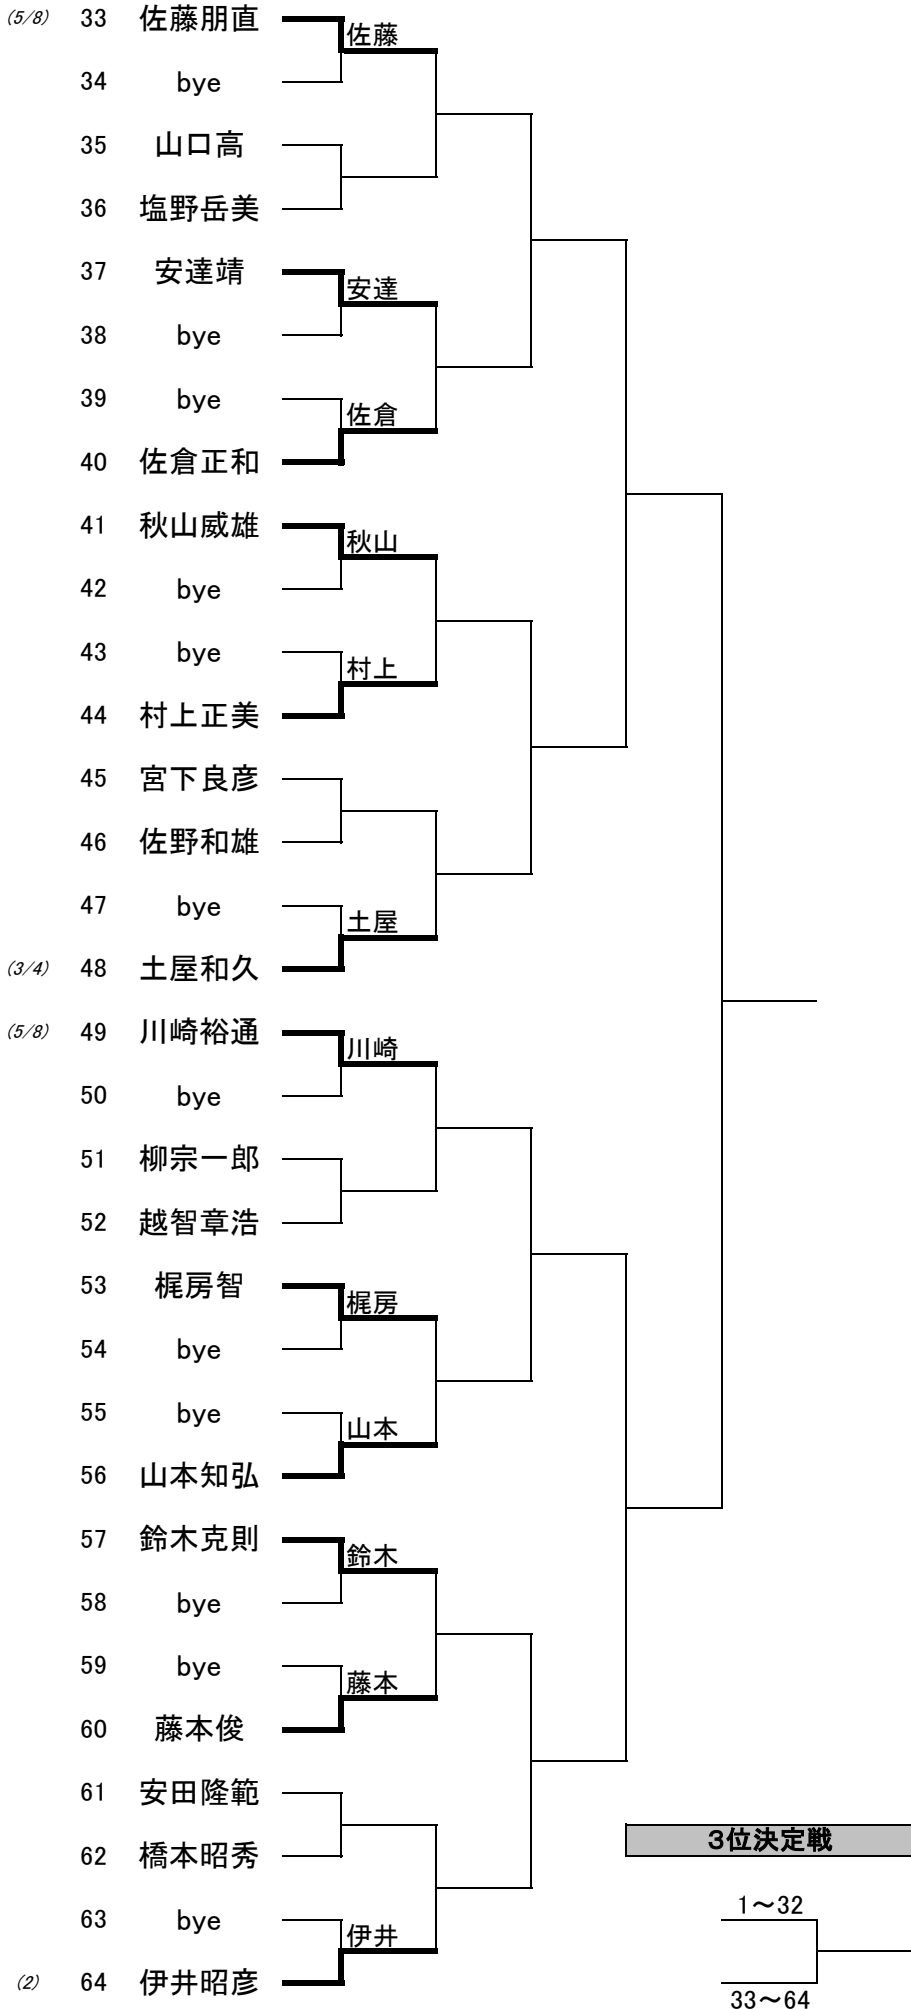 (5/8) 33 佐藤朋直
佐藤
34 bye
35 山口高
36 塩野岳美
37 安達靖
安達
38 bye
39 bye
佐倉
40 佐倉正和
41 秋山威雄
秋山
42 bye
43 bye
村上
44 村上正美
45 宮下良彦
46 佐野和雄
47 bye
土屋
(3/4) 48 土屋和久
(5/8) 49 川崎裕通
川崎
50 bye
51 柳宗一郎
52 越智章浩
53 梶房智
梶房
54 bye
55 bye
山本
56 山本知弘
57 鈴木克則
鈴木
58 bye
59 bye
藤本
60 藤本俊
61 安田隆範
3位決定戦
62 橋本昭秀
1～32
63 bye
伊井
(2) 64 伊井昭彦
33～64